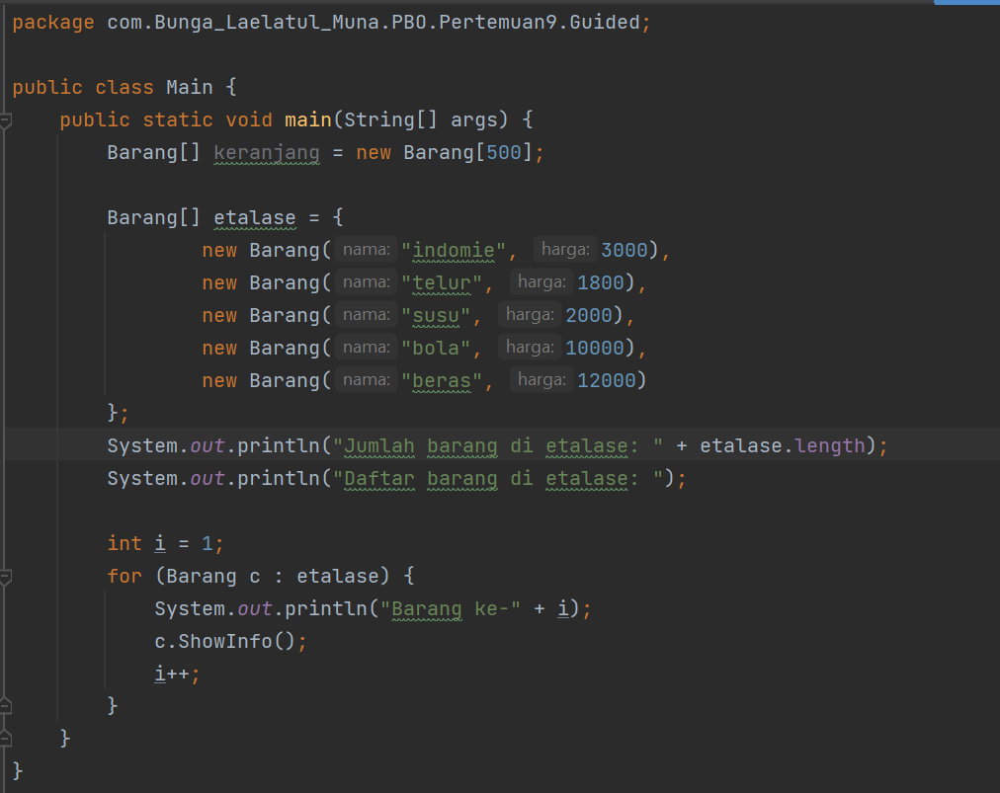 package com.Bunga_Laelatul_Muna.PBO.Pertemuan9.Guided;
public class Main {
    public static void main(String[] args) {
        Barang[] keranjang = new Barang[500];
        Barang[] etalase = {
                new Barang( nama: "indomie", harga: 3000),
                new Barang( nama: "telur", harga: 1800),
                new Barang( nama: "susu", harga: 2000),
                new Barang( nama: "bola", harga: 10000),
                new Barang( nama: "beras", harga: 12000)
        };
        System.out.println("Jumlah barang di etalase: " + etalase.length);
        System.out.println("Daftar barang di etalase: ");
        int i = 1;
        for (Barang c : etalase) {
            System.out.println("Barang ke-" + i);
            c.ShowInfo();
            i++;
        }
    }
}